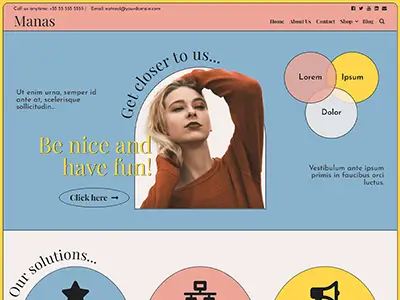 Call us anytime: +55 55 555 5555 | Email: eatmail@yourdomain.com
Manas
Home About Us Contact Shop Blog
Get closer to us...
Lorem Ipsum
Dolor
Ut enim urna, semper id
ante at, scelerisque
sollicitudin..
Be nice and
have fun!
Click here
Vestibulum ante ipsum
primis in faucibus orci
luctus.
Our solutions...